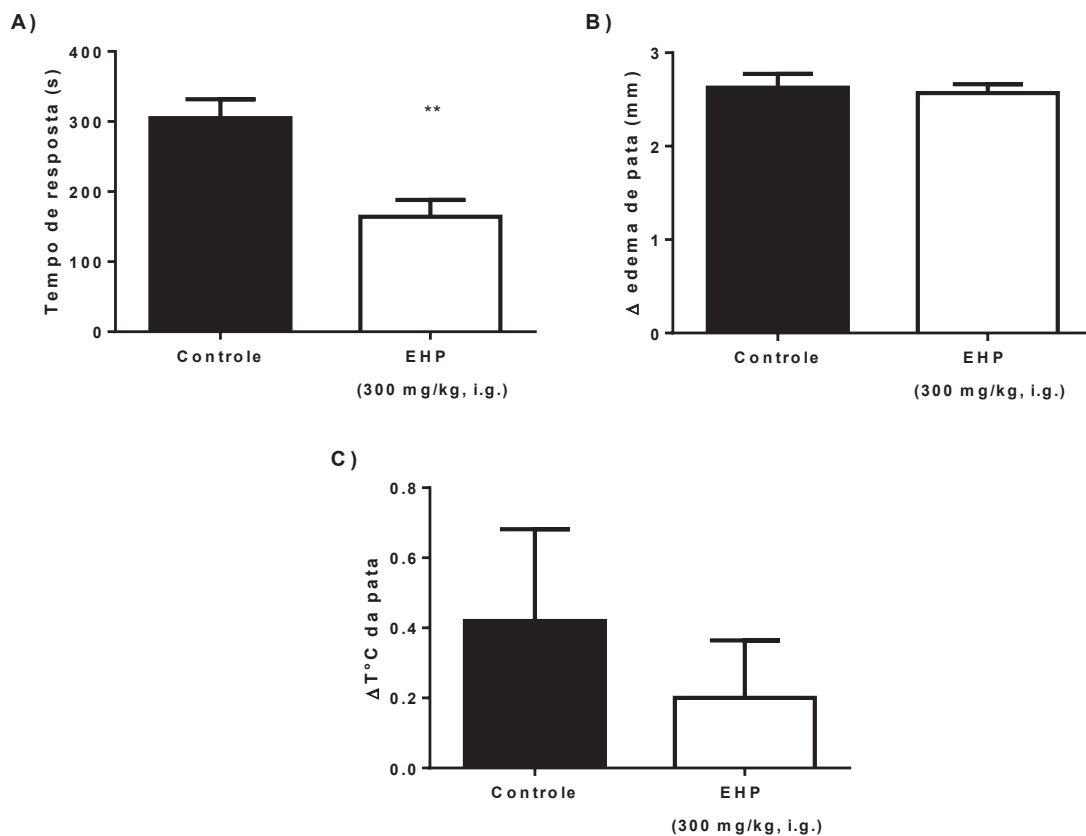 A)
Tempo de resposta (s)
400
300
200
100
0
**
Controle
EHP
(300 mg/kg, i.g.)
B)
Δ edema de pata (mm)
3
2
1
0
Controle
EHP
(300 mg/kg, i.g.)
C)
ΔT°C da pata
0.8
0.6
0.4
0.2
0.0
Controle
EHP
(300 mg/kg, i.g.)